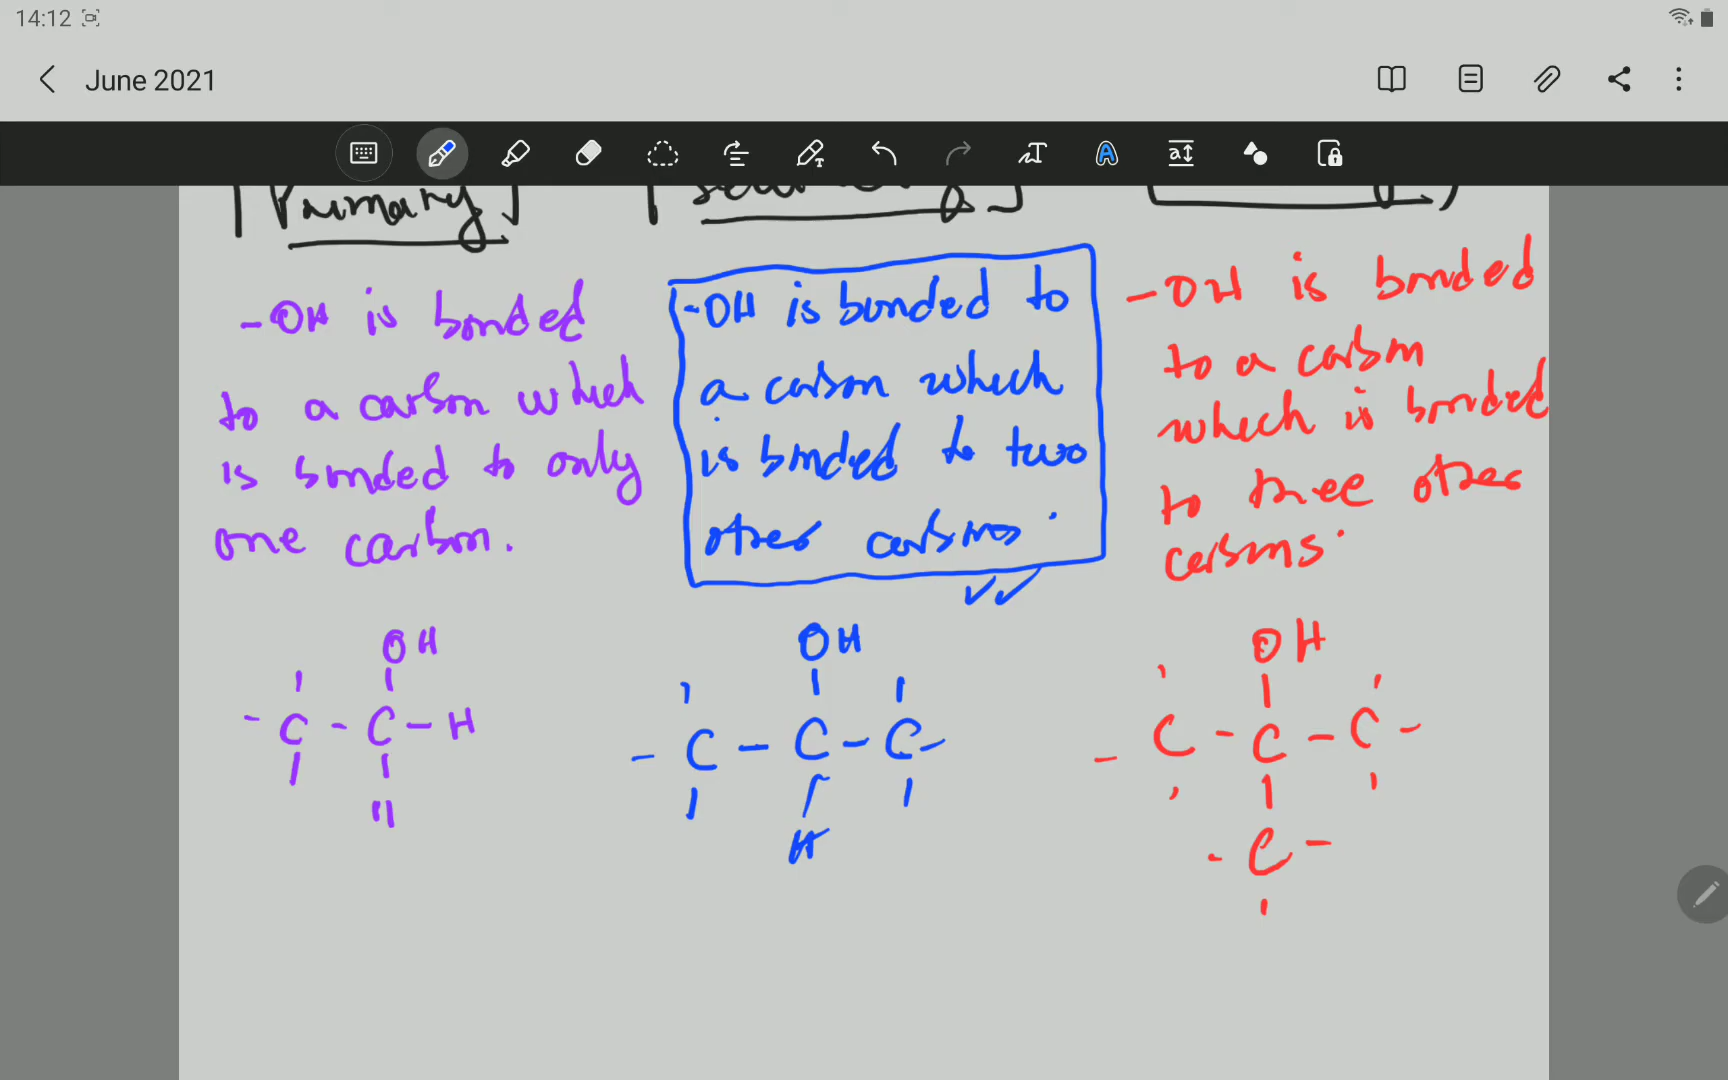 14:12
June 2021
Primary
-OH is bonded
to a carbon which
is bonded to only
one carbon.
OH
- C - C - H
H
-OH is bonded to
a carbon which
is bonded to two
other carbons.
OH
- C - C - C -
H
-OH is bonded
to a carbon
which is bonded
to three other
carbons.
OH
- C - C - C -
- C -